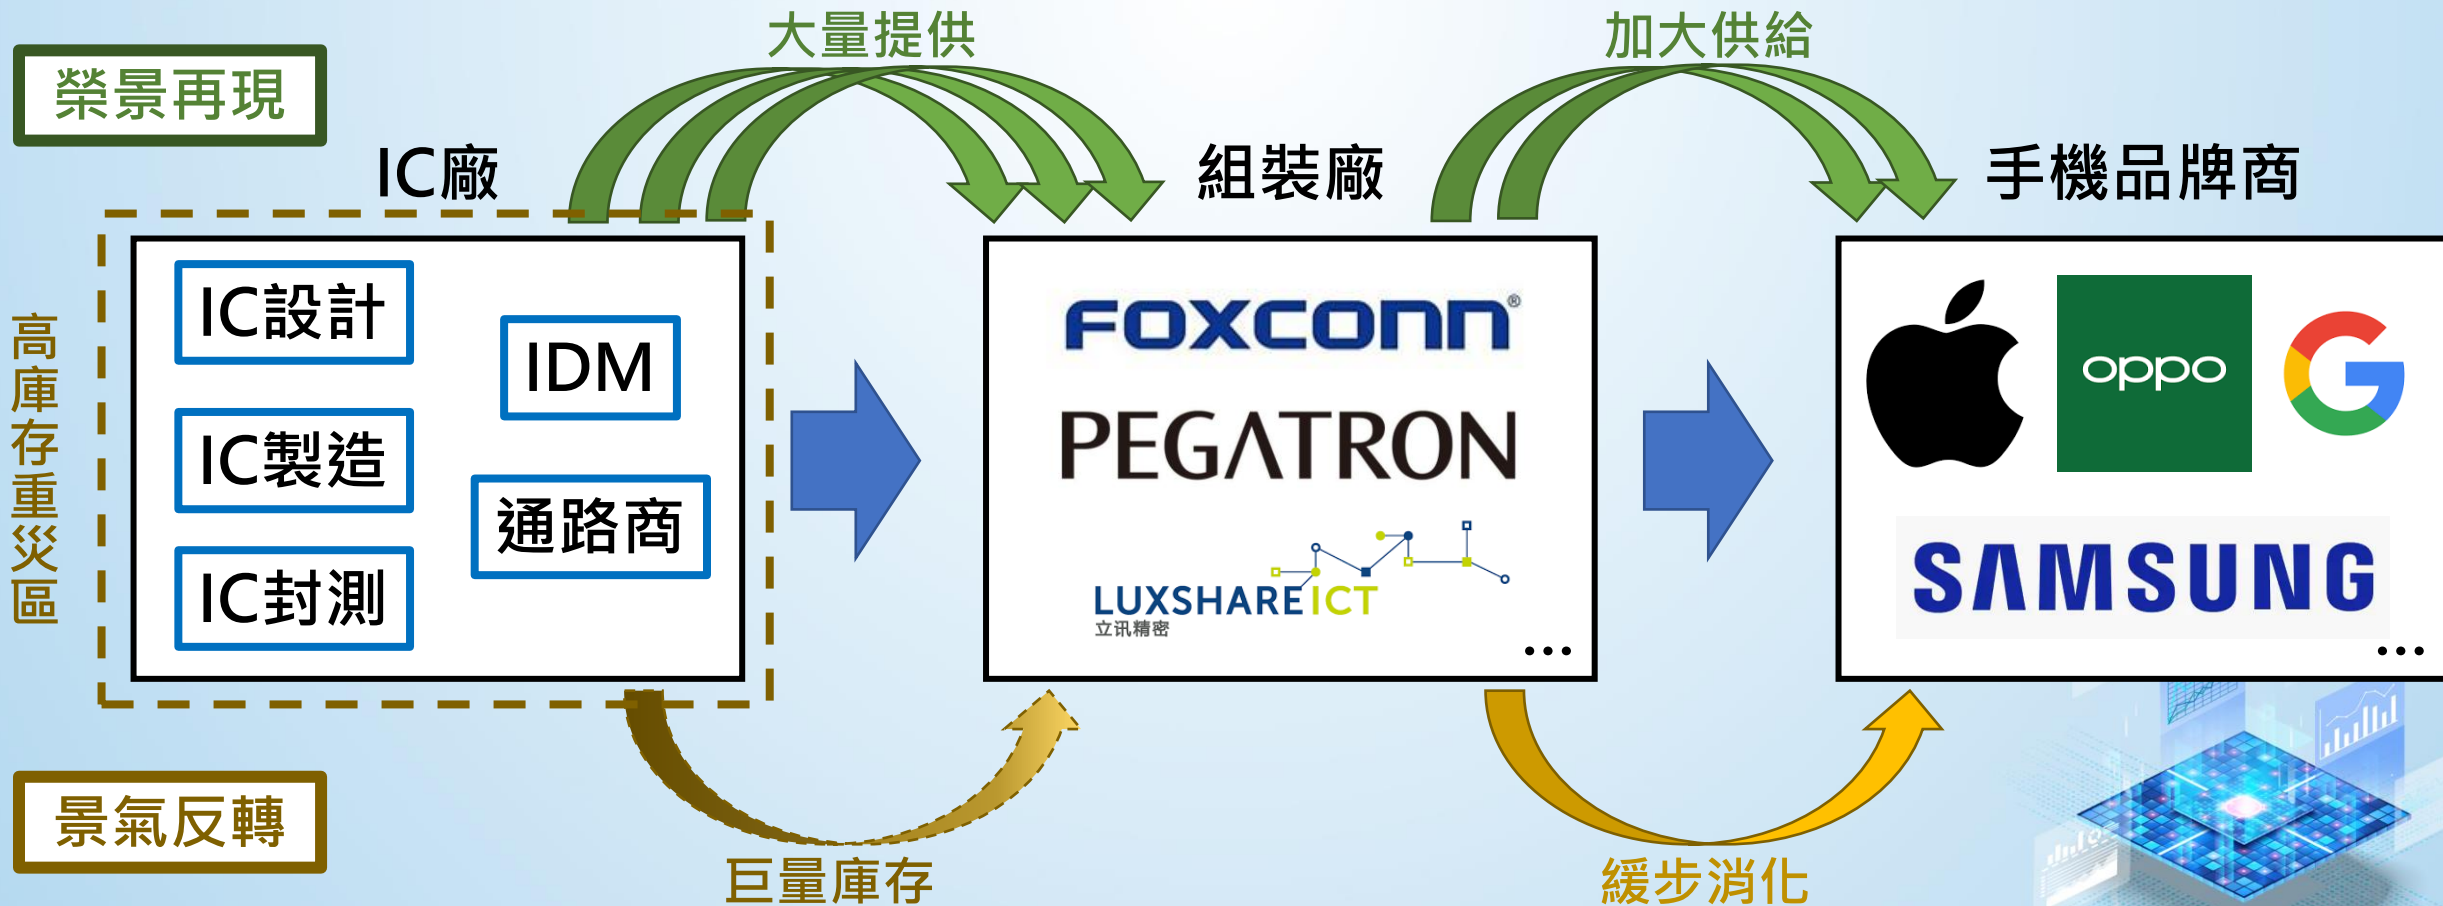 大量提供
加大供給
榮景再現
IC廠
組裝廠
手機品牌商
高庫存重災區
IC設計
IC製造
IC封測
IDM
通路商
FOXCONN®
PEGATRON
LUXSHARE ICT
立讯精密
...
oppo
G
SAMSUNG
...
景氣反轉
巨量庫存
緩步消化